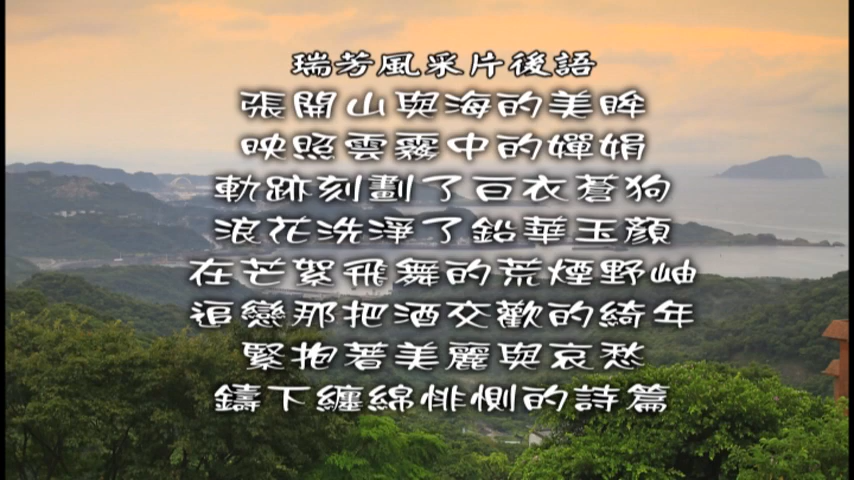 瑞芳風采片後語
張開山與海的美眸
映照雲霧中的嬋娟
軌跡刻劃了白衣蒼狗
浪花洗淨了鉛華玉顏
在芒絮飛舞的荒煙野岫
追戀那把酒交歡的綺年
緊抱著美麗與哀愁
鑄下纏綿悱惻的詩篇